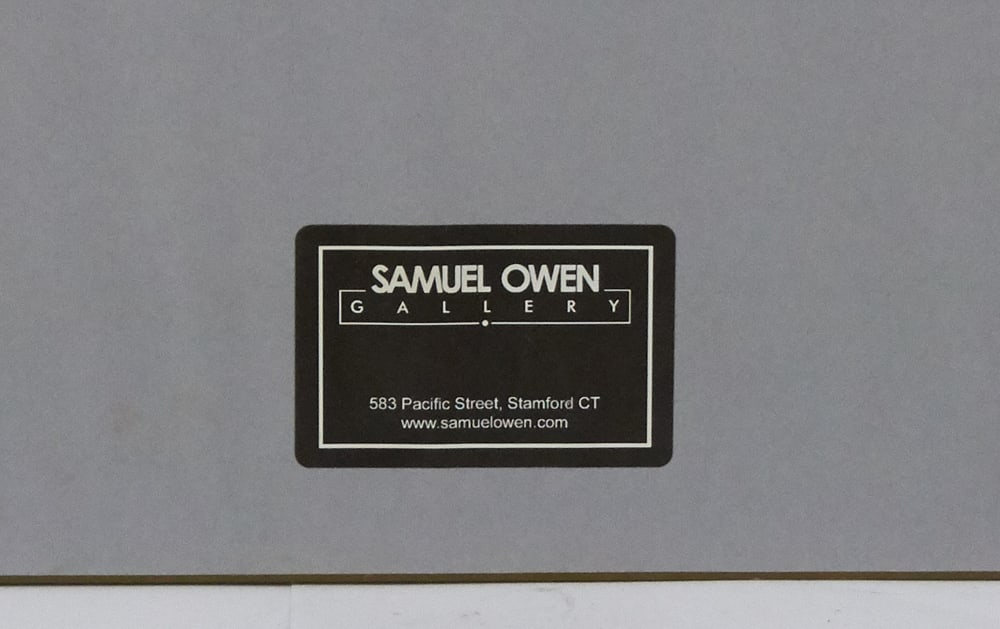 SAMUEL OWEN
GALLERY
583 Pacific Street, Stamford CT
www.samuelowen.com